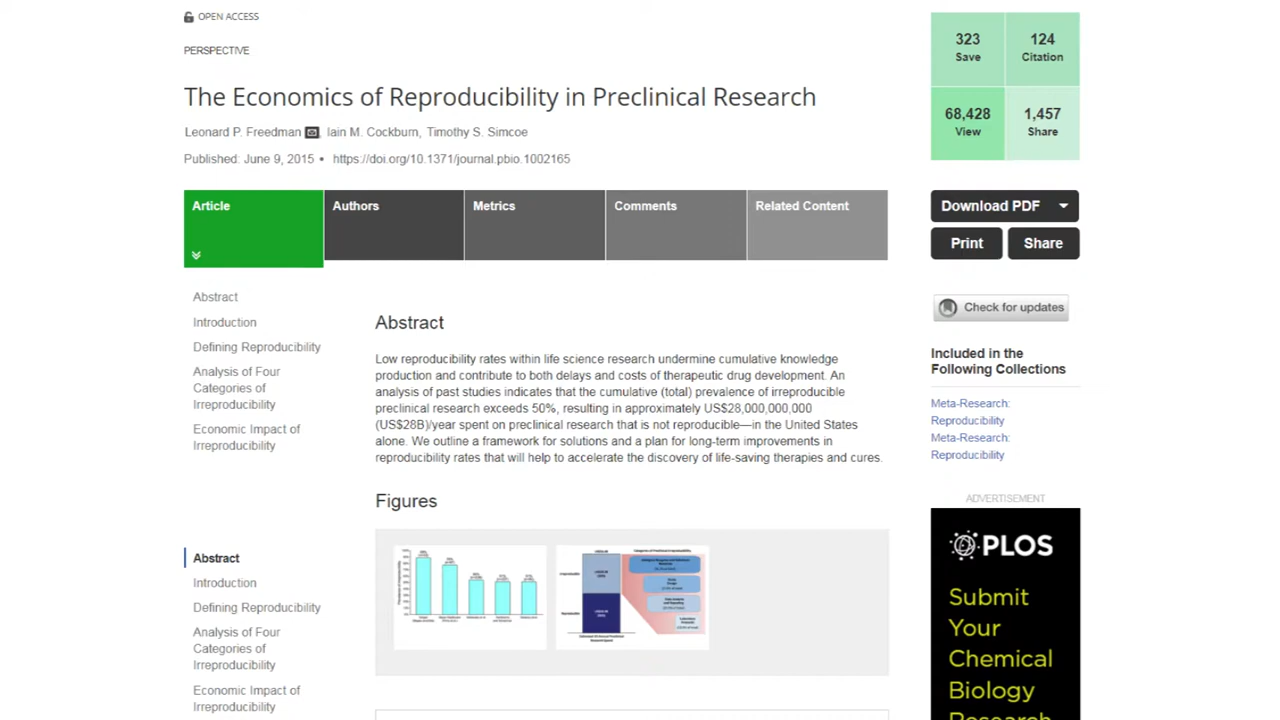 OPEN ACCESS
PERSPECTIVE
The Economics of Reproducibility in Preclinical Research
Leonard P. Freedman, Iain M. Cockburn, Timothy S. Simcoe
Published: June 9, 2015 • https://doi.org/10.1371/journal.pbio.1002165
323
Save
124
Citation
68,428
View
1,457
Share
Article
Authors
Metrics
Comments
Related Content
Download PDF
Print
Share
Check for updates
Included in the
Following Collections
Meta-Research:
Reproducibility
Meta-Research:
Reproducibility
ADVERTISEMENT
PLOS
Submit
Your
Chemical
Biology
Research
Abstract
Introduction
Defining Reproducibility
Analysis of Four
Categories of
Irreproducibility
Economic Impact of
Irreproducibility
Abstract
Low reproducibility rates within life science research undermine cumulative knowledge
production and contribute to both delays and costs of therapeutic drug development. An
analysis of past studies indicates that the cumulative (total) prevalence of irreproducible
preclinical research exceeds 50%, resulting in approximately US$28,000,000,000
(US$28B)/year spent on preclinical research that is not reproducible—in the United States
alone. We outline a framework for solutions and a plan for long-term improvements in
reproducibility rates that will help to accelerate the discovery of life-saving therapies and cures.
Figures
Abstract
Introduction
Defining Reproducibility
Analysis of Four
Categories of
Irreproducibility
Economic Impact of
Irreproducibility